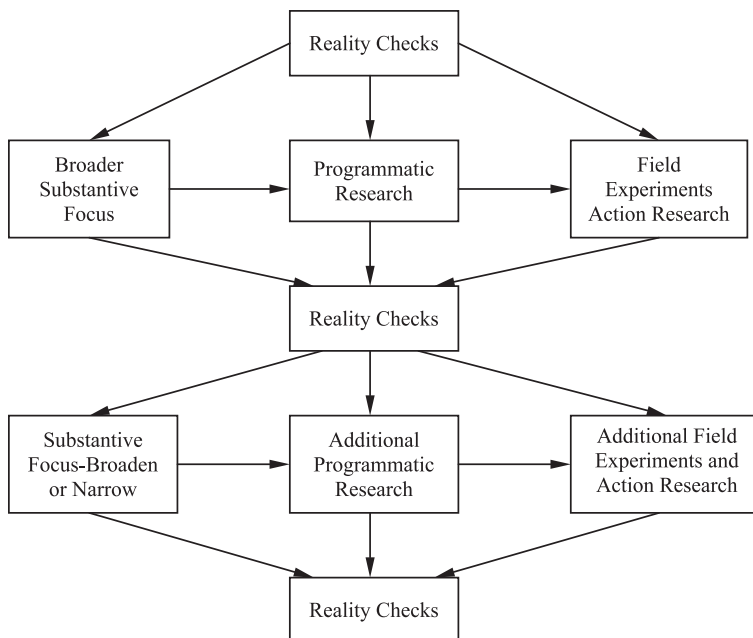 Reality Checks
Broader
Substantive
Focus
Programmatic
Research
Field
Experiments
Action Research
Reality Checks
Substantive
Focus-Broaden
or Narrow
Additional
Programmatic
Research
Additional Field
Experiments and
Action Research
Reality Checks